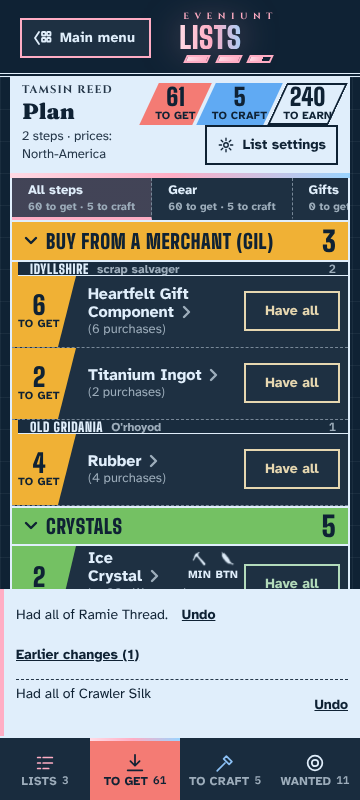 Main menu
EVENIUNT
LISTS
TAMSIN REED
Plan
2 steps · prices:
North-America
61
TO GET
5
TO CRAFT
240
TO EARN
List settings
All steps
60 to get · 5 to craft
Gear
60 to get · 5 to craft
Gifts
0 to get
BUY FROM A MERCHANT (GIL) 3
IDYLLSHIRE scrap salvager 2
6
TO GET
Heartfelt Gift
Component
(6 purchases)
Have all
2
TO GET
Titanium Ingot
(2 purchases)
Have all
OLD GRIDANIA O'rhoyod 1
4
TO GET
Rubber
(4 purchases)
Have all
CRYSTALS 5
2
Ice
Crystal
MIN BTN
Have all
Had all of Ramie Thread. Undo
Earlier changes (1)
Had all of Crawler Silk
Undo
LISTS 3
TO GET 61
TO CRAFT 5
WANTED 11